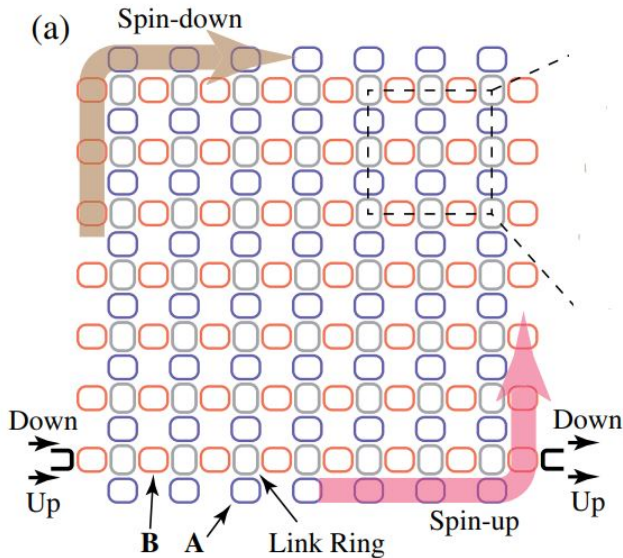 (a)
Spin-down
Down
Up
Down
Up
Spin-up
B
A
Link Ring